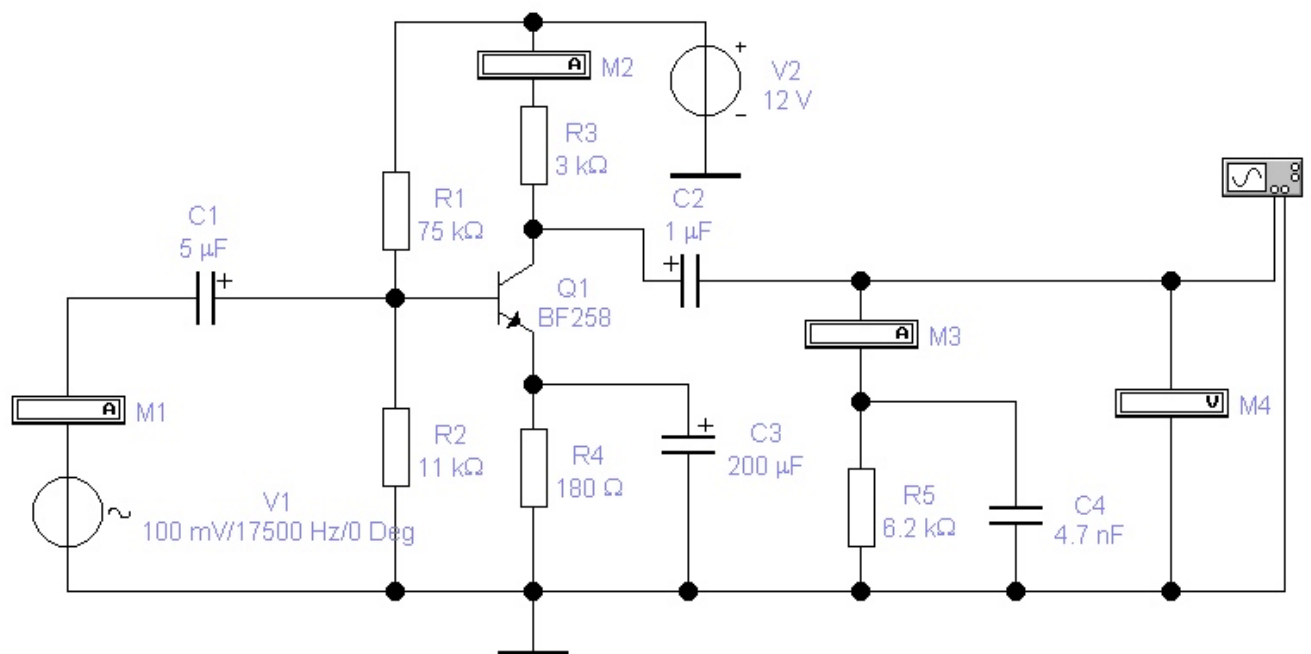 A
M2
V2
12 V
R3
3 kΩ
R1
75 kΩ
C2
1 µF
C1
5 µF
Q1
BF258
A
M3
A
M1
V
M4
R2
11 kΩ
R4
180 Ω
C3
200 µF
V1
100 mV/17500 Hz/0 Deg
R5
6.2 kΩ
C4
4.7 nF